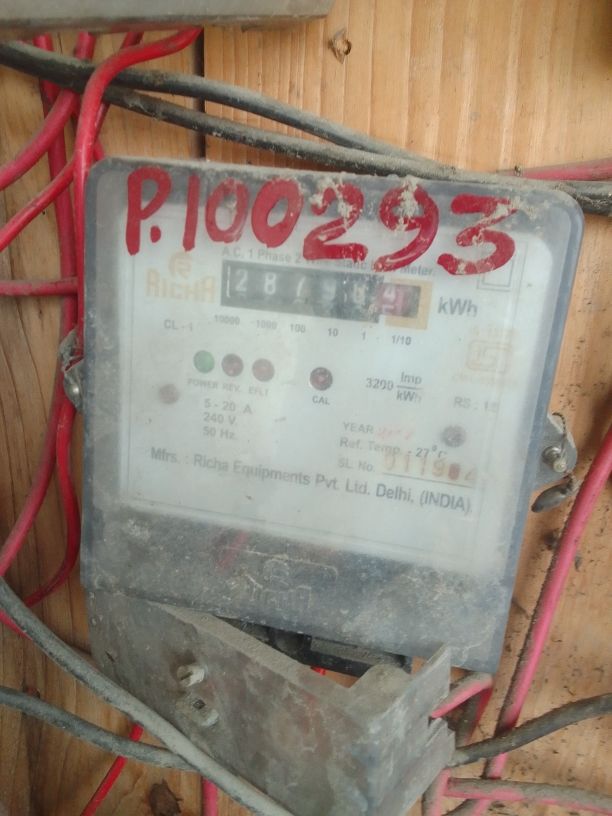 P.100293
A C. 1 Phase 2
Meter.
RICHA
kWh
CL - 1
10000 1000 100 10 1 1/10
POWER REV. EFLT
CAL
3200 Imp/kWh
5 - 20 A
240 V.
50 Hz.
YEAR
Ref. Temp. - 27°C
SL. No.
Mfrs. : Richa Equipments Pvt. Ltd. Delhi, (INDIA)